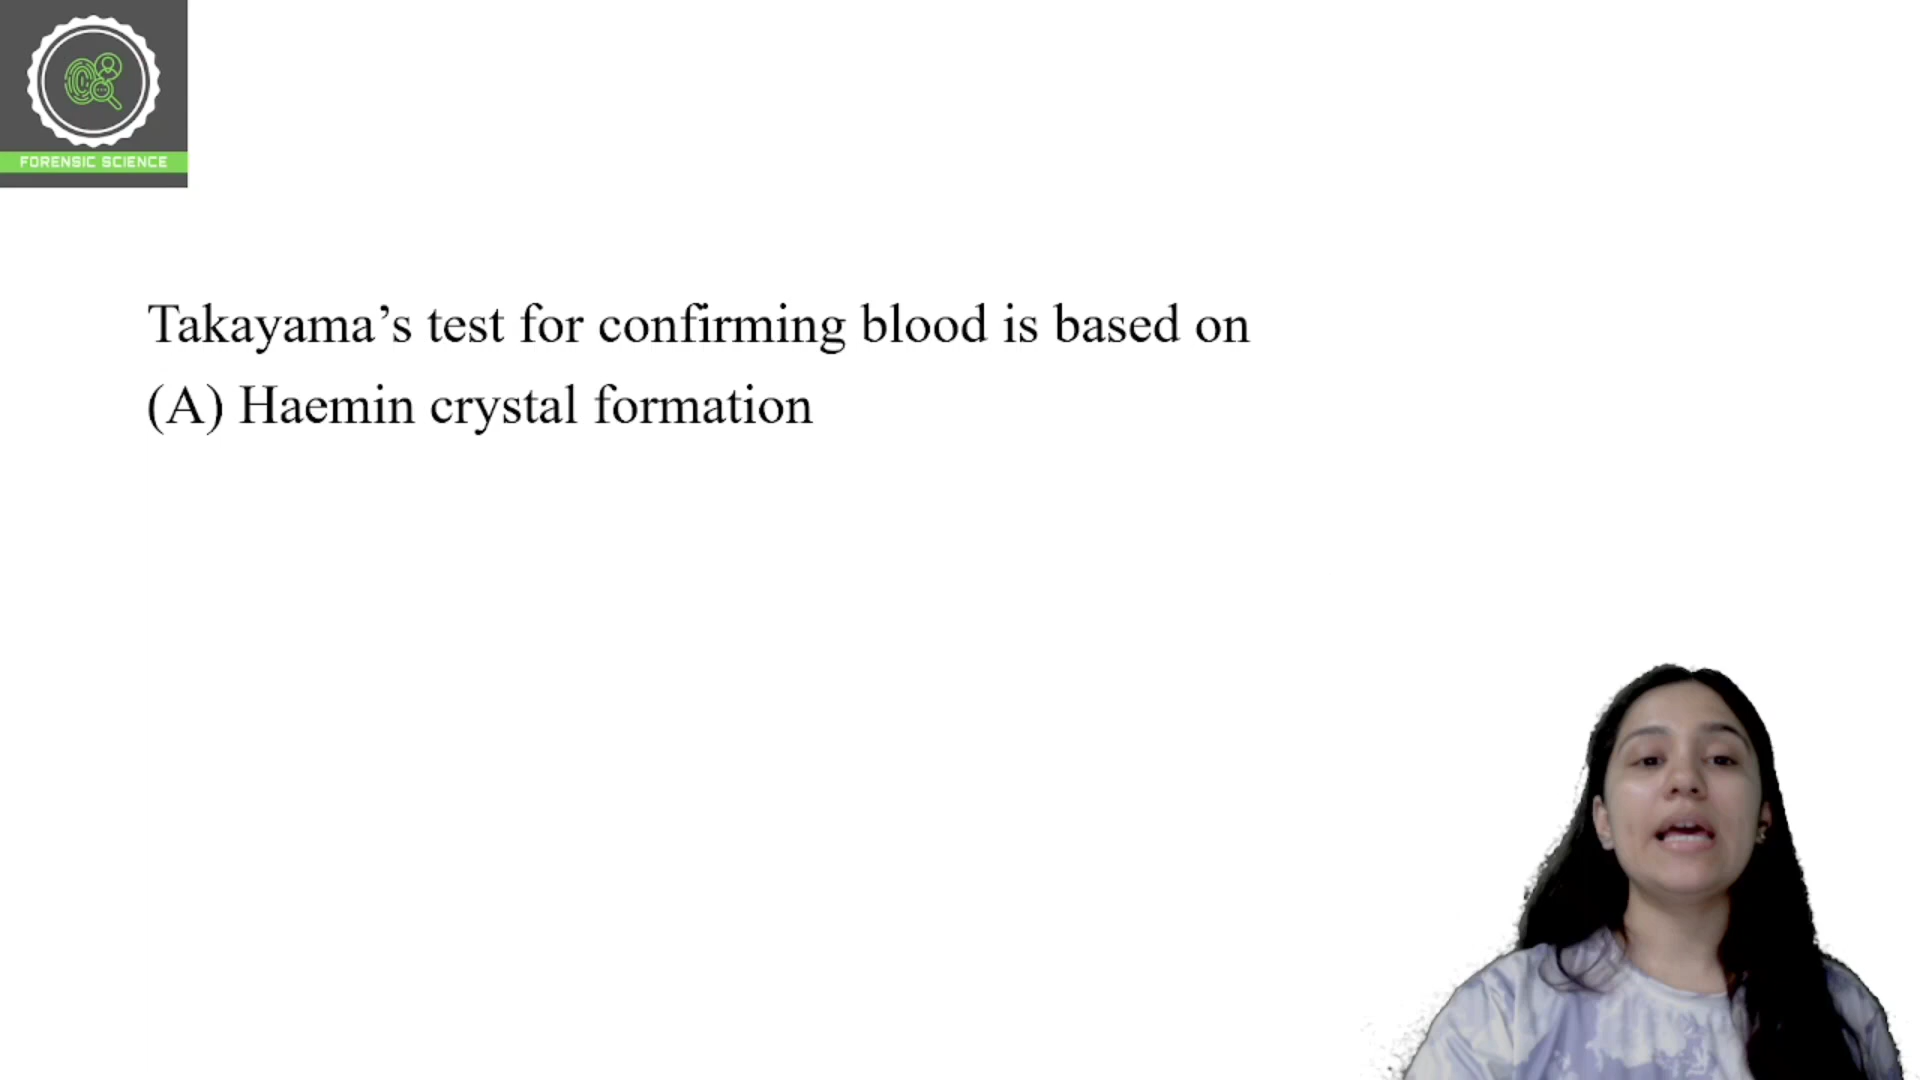 FORENSIC SCIENCE
Takayama’s test for confirming blood is based on
(A) Haemin crystal formation